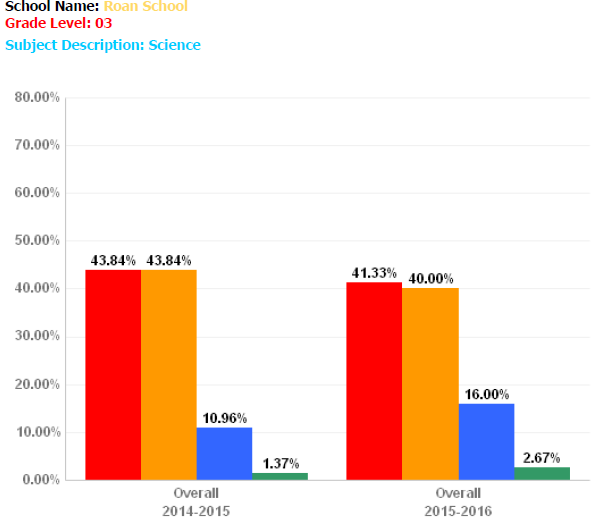 School Name: Roan School
Grade Level: 03
Subject Description: Science
80.00%
70.00%
60.00%
50.00%
40.00%
30.00%
20.00%
10.00%
0.00%
43.84% 43.84% 10.96% 1.37%
41.33% 40.00% 16.00% 2.67%
Overall Overall
2014-2015 2015-2016